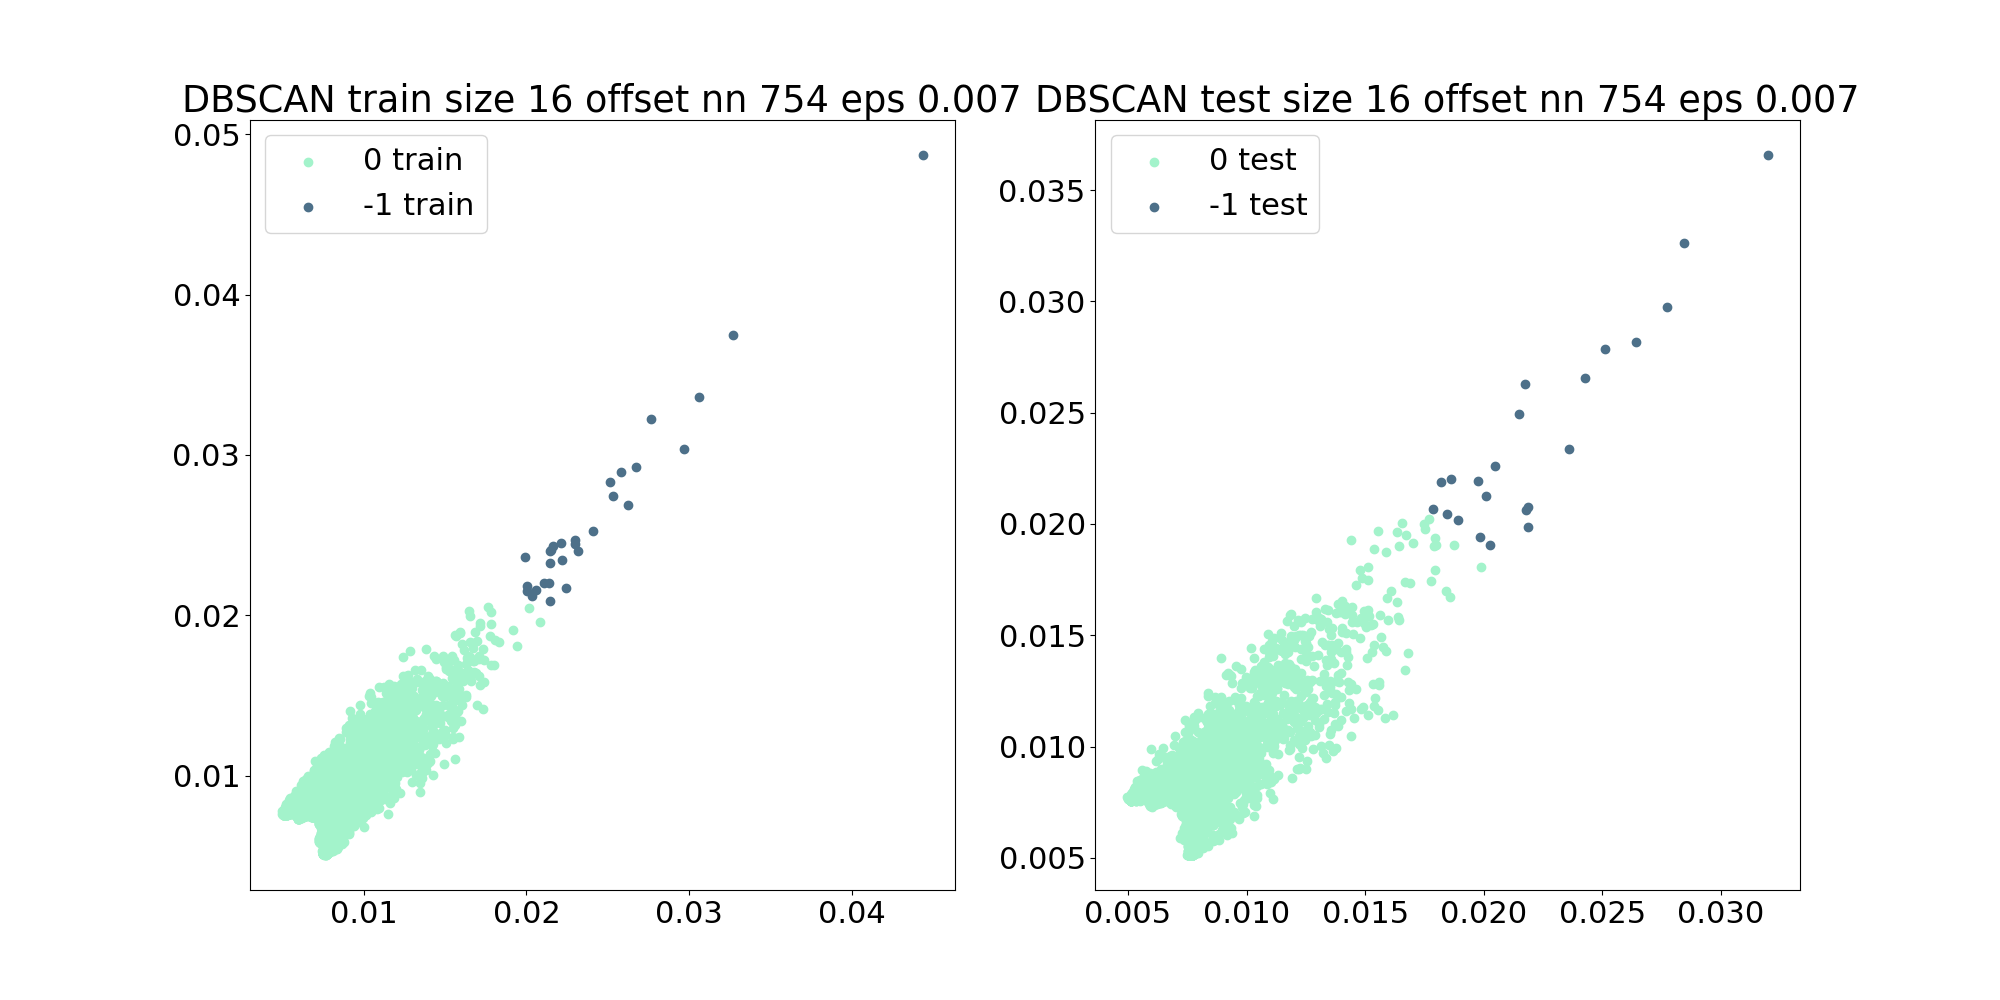 DBSCAN train size 16 offset nn 754 eps 0.007
0 train
-1 train
0.05
0.04
0.03
0.02
0.01
0.01 0.02 0.03 0.04
DBSCAN test size 16 offset nn 754 eps 0.007
0 test
-1 test
0.035
0.030
0.025
0.020
0.015
0.010
0.005
0.005 0.010 0.015 0.020 0.025 0.030